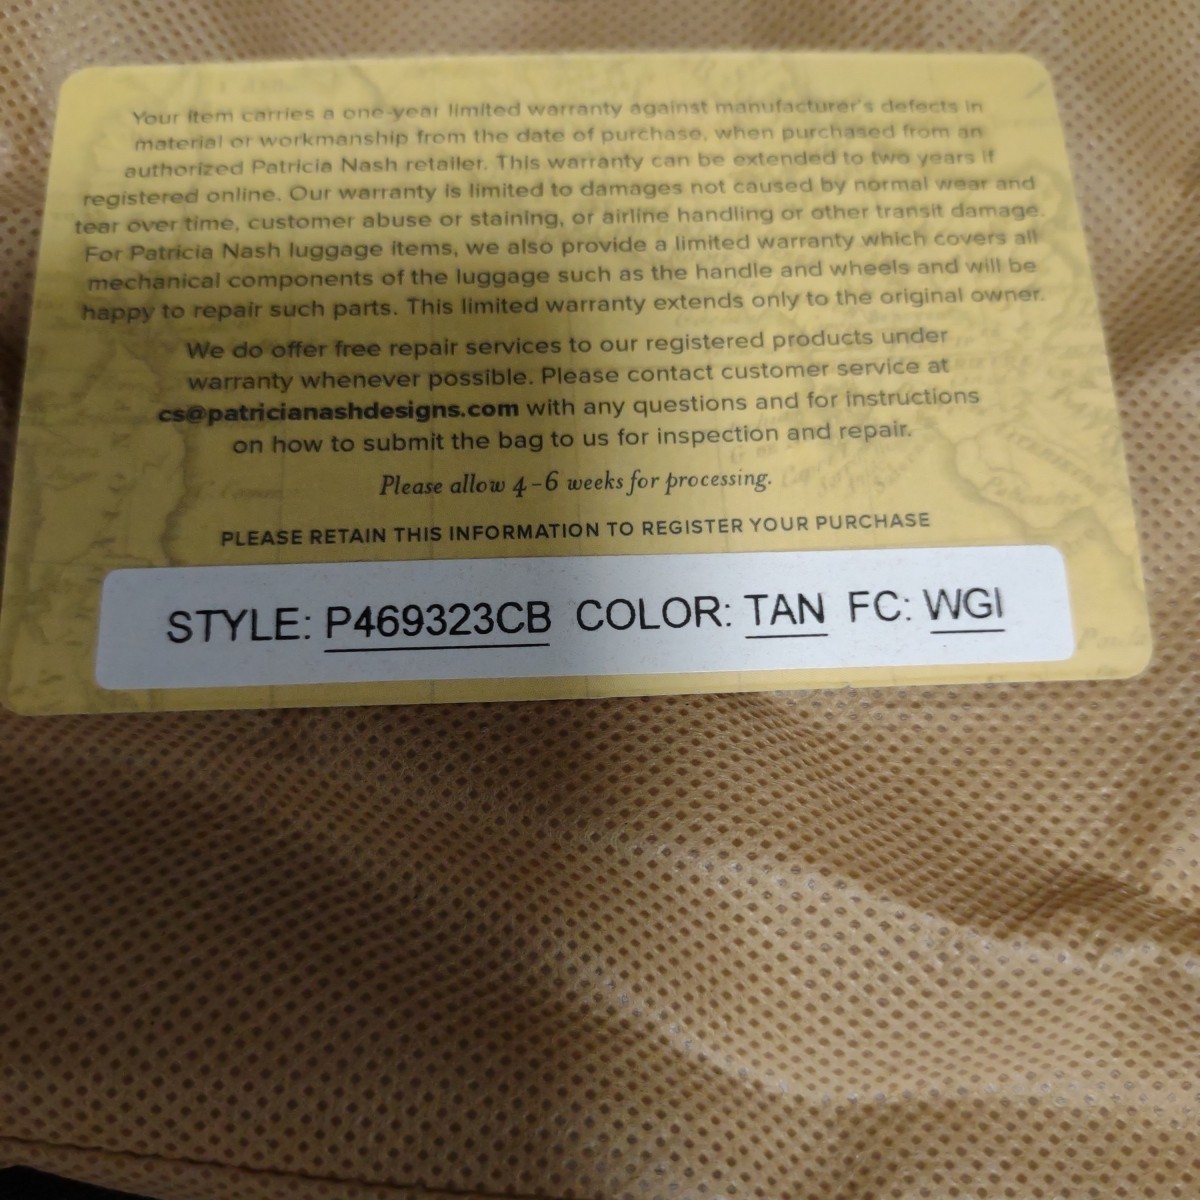 Your item carries a one-year limited warranty against manufacturer's defects in
material or workmanship from the date of purchase, when purchased from an
authorized Patricia Nash retailer. This warranty can be extended to two years if
registered online. Our warranty is limited to damages not caused by normal wear and
tear over time, customer abuse or staining, or airline handling or other transit damage.
For Patricia Nash luggage items, we also provide a limited warranty which covers all
mechanical components of the luggage such as the handle and wheels and will be
happy to repair such parts. This limited warranty extends only to the original owner.
We do offer free repair services to our registered products under
warranty whenever possible. Please contact customer service at
cs@patricianashdesigns.com with any questions and for instructions
on how to submit the bag to us for inspection and repair.
Please allow 4-6 weeks for processing.
PLEASE RETAIN THIS INFORMATION TO REGISTER YOUR PURCHASE
STYLE: P469323CB COLOR: TAN FC: WGI